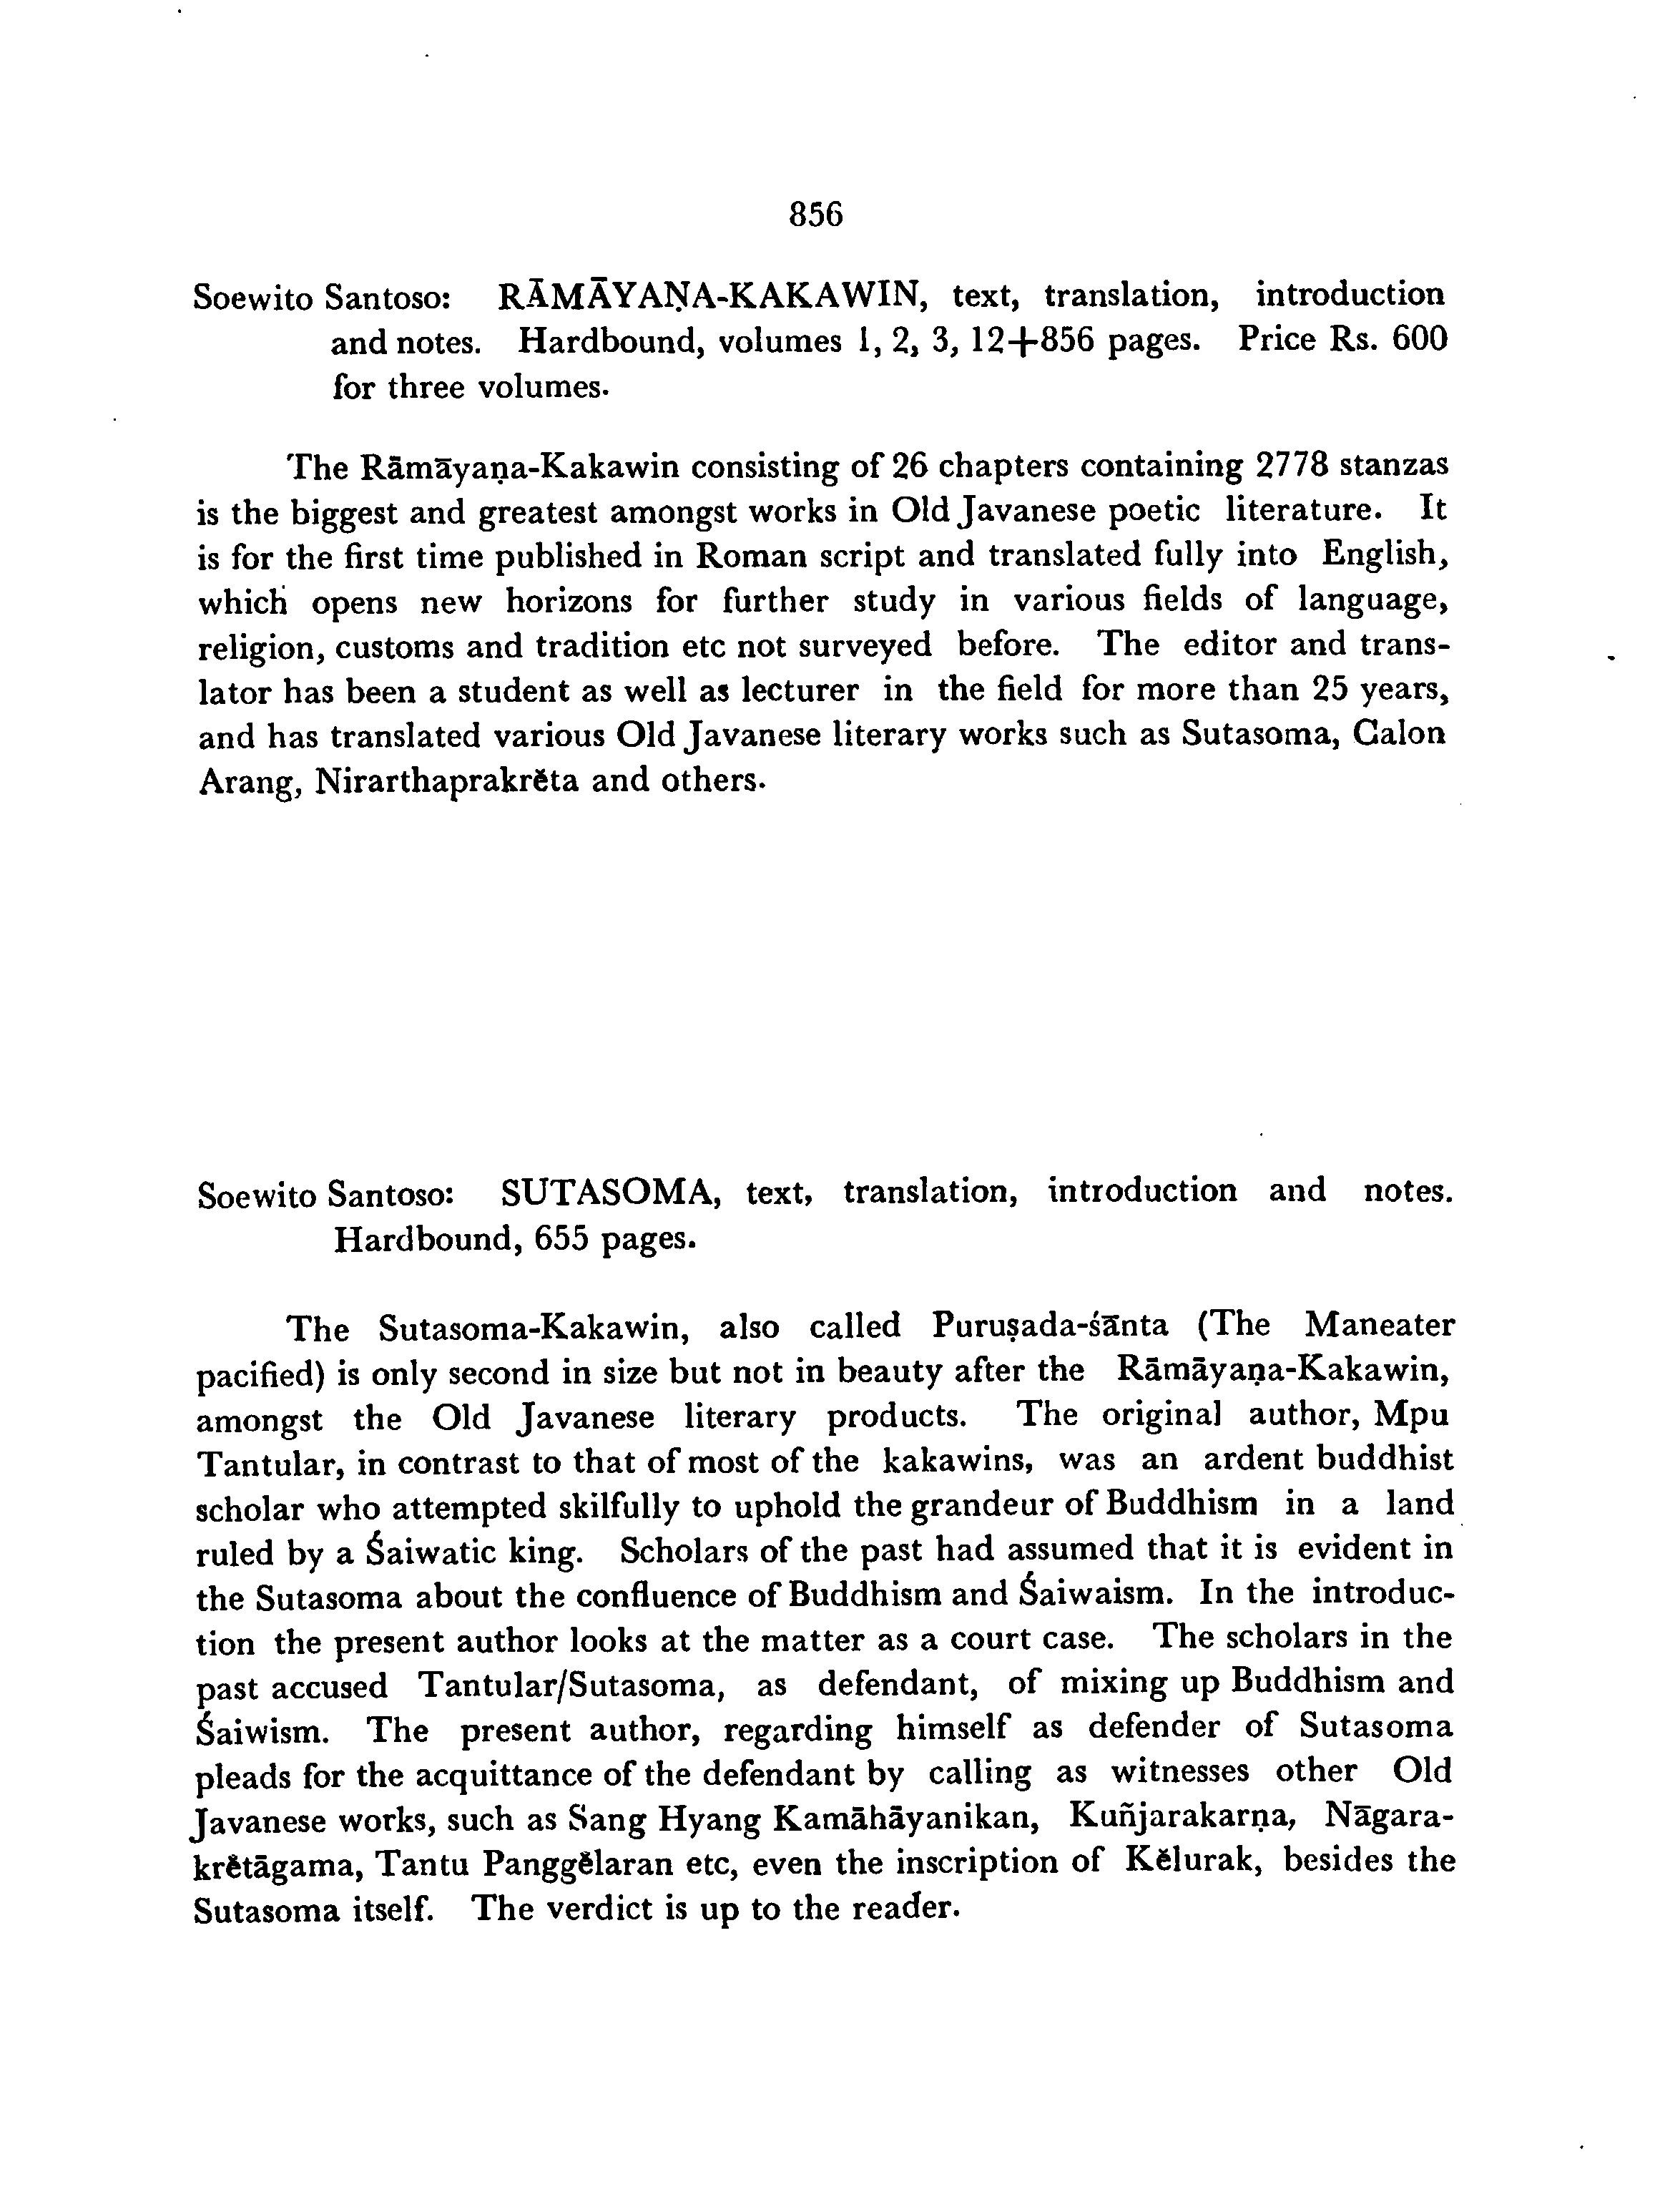 856
Soewito Santoso: RĀMĀYAṆA-KAKAWIN, text, translation, introduction
and notes. Hardbound, volumes 1, 2, 3, 12+856 pages. Price Rs. 600
for three volumes.
The Rāmāyaṇa-Kakawin consisting of 26 chapters containing 2778 stanzas
is the biggest and greatest amongst works in Old Javanese poetic literature. It
is for the first time published in Roman script and translated fully into English,
which opens new horizons for further study in various fields of language,
religion, customs and tradition etc not surveyed before. The editor and trans-
lator has been a student as well as lecturer in the field for more than 25 years,
and has translated various Old Javanese literary works such as Sutasoma, Calon
Arang, Nirarthaprakrĕta and others.
Soewito Santoso: SUTASOMA, text, translation, introduction and notes.
Hardbound, 655 pages.
The Sutasoma-Kakawin, also called Puruṣada-śānta (The Maneater
pacified) is only second in size but not in beauty after the Rāmāyaṇa-Kakawin,
amongst the Old Javanese literary products. The original author, Mpu
Tantular, in contrast to that of most of the kakawins, was an ardent buddhist
scholar who attempted skilfully to uphold the grandeur of Buddhism in a land
ruled by a Śaiwatic king. Scholars of the past had assumed that it is evident in
the Sutasoma about the confluence of Buddhism and Śaiwaism. In the introduc-
tion the present author looks at the matter as a court case. The scholars in the
past accused Tantular/Sutasoma, as defendant, of mixing up Buddhism and
Śaiwism. The present author, regarding himself as defender of Sutasoma
pleads for the acquittance of the defendant by calling as witnesses other Old
Javanese works, such as Sang Hyang Kamāhāyanikan, Kuñjarakarṇa, Nāgara-
krĕtāgama, Tantu Panggĕlaran etc, even the inscription of Kĕlurak, besides the
Sutasoma itself. The verdict is up to the reader.